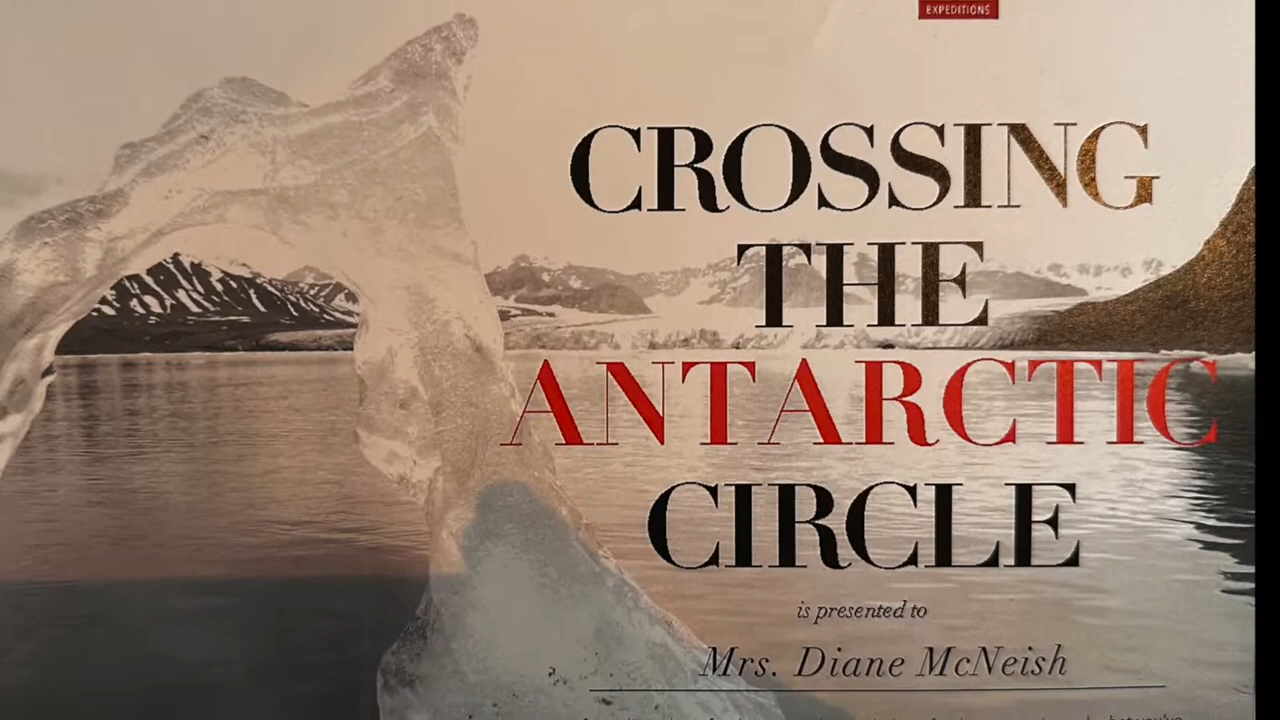 EXPEDITIONS
CROSSING
THE
ANTARCTIC
CIRCLE
is presented to
Mrs. Diane McNeish